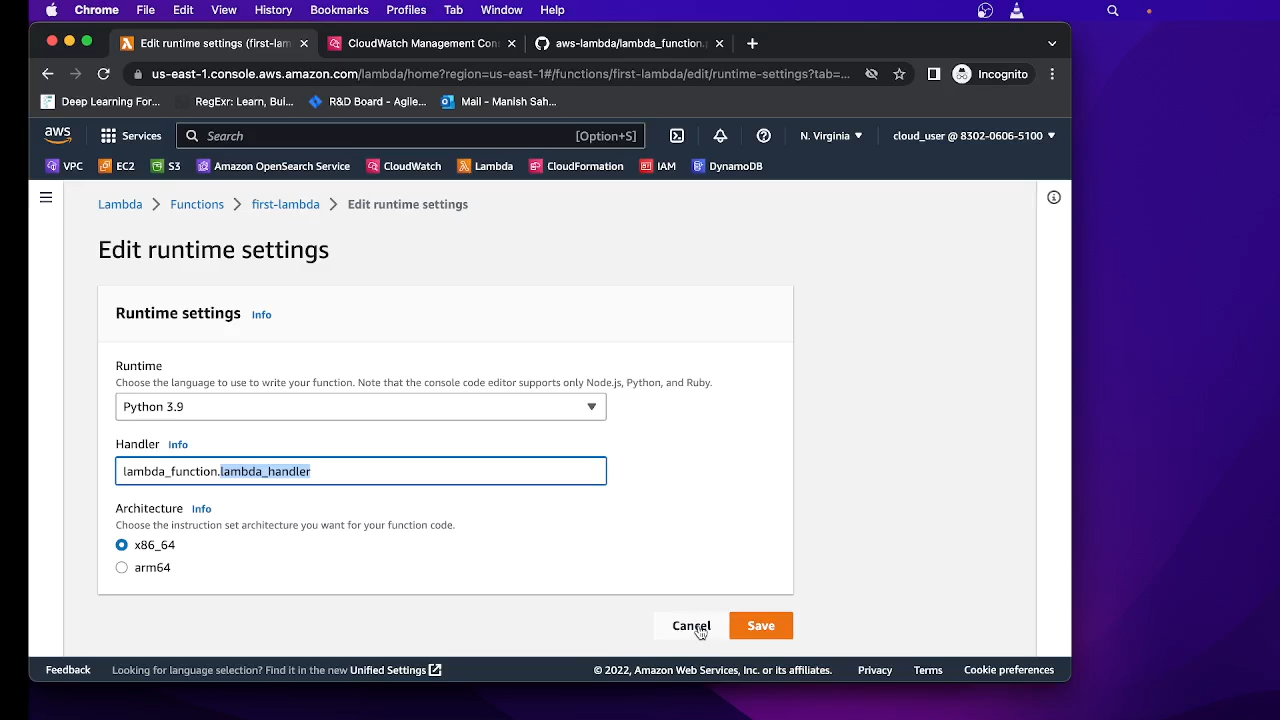 Chrome File Edit View History Bookmarks Profiles Tab Window Help
Edit runtime settings (first-lam CloudWatch Management Con aws-lambda/lambda_function.
us-east-1.console.aws.amazon.com/lambda/home?region=us-east-1#/functions/first-lambda/edit/runtime-settings?tab=... Incognito
Deep Learning For... RegExr: Learn, Bui... R&D Board - Agile... Mail - Manish Sah...
aws Services Search [Option+S] N. Virginia cloud_user @ 8302-0606-5100
VPC EC2 S3 Amazon OpenSearch Service CloudWatch Lambda CloudFormation IAM DynamoDB
Lambda Functions first-lambda Edit runtime settings
Edit runtime settings
Runtime settings Info
Runtime
Choose the language to use to write your function. Note that the console code editor supports only Node.js, Python, and Ruby.
Python 3.9
Handler Info
lambda_function.lambda_handler
Architecture Info
Choose the instruction set architecture you want for your function code.
x86_64
arm64
Cancel Save
Feedback Looking for language selection? Find it in the new Unified Settings © 2022, Amazon Web Services, Inc. or its affiliates. Privacy Terms Cookie preferences